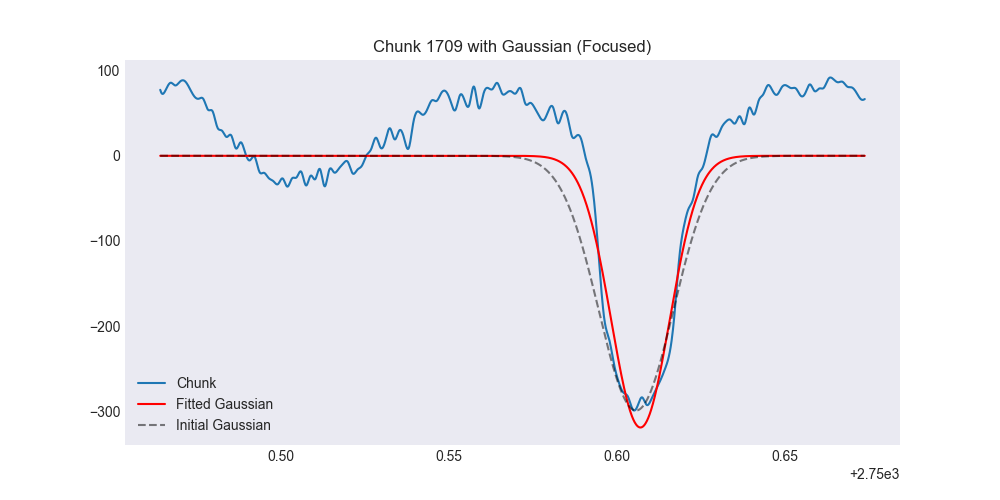 Chunk 1709 with Gaussian (Focused)
100
0
−100
−200
−300
Chunk
Fitted Gaussian
Initial Gaussian
0.50 0.55 0.60 0.65
+2.75e3